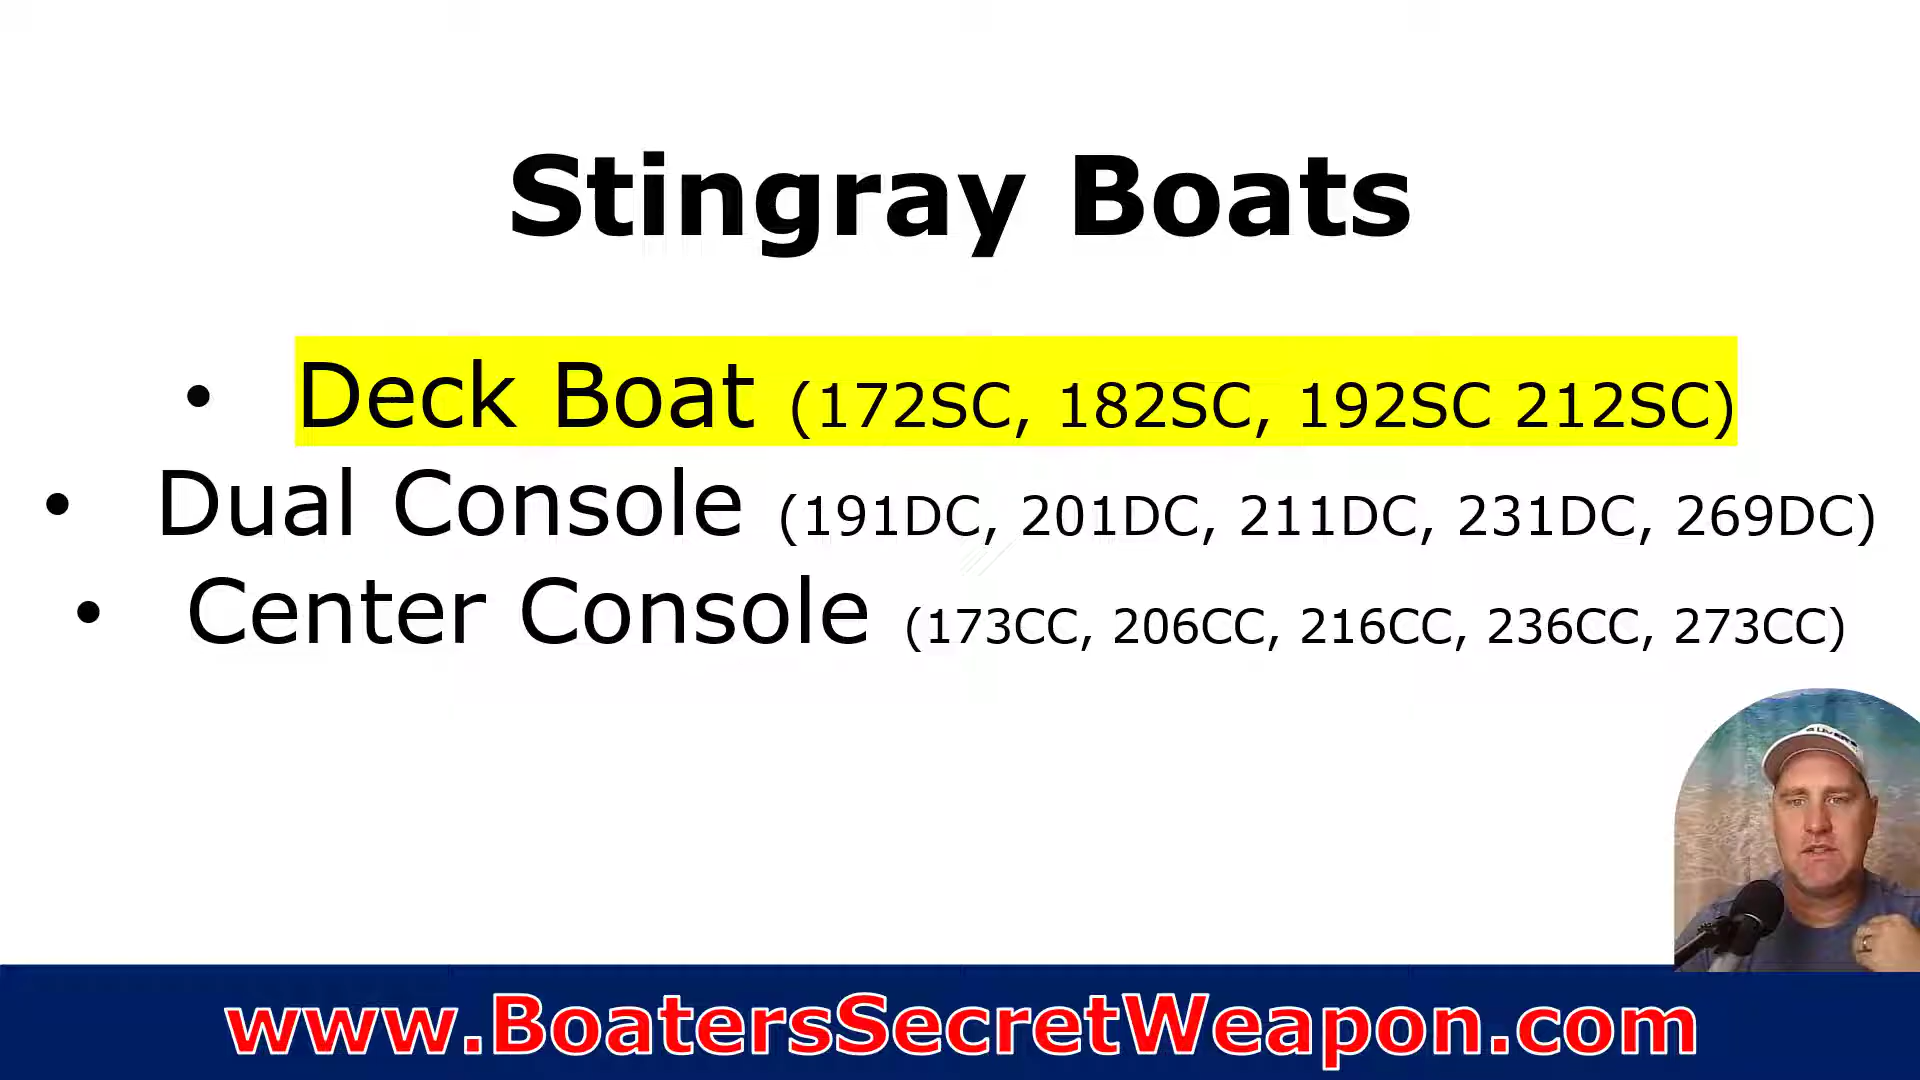 Stingray Boats
• Deck Boat (172SC, 182SC, 192SC 212SC)
• Dual Console (191DC, 201DC, 211DC, 231DC, 269DC)
• Center Console (173CC, 206CC, 216CC, 236CC, 273CC)
www.BoatersSecretWeapon.com